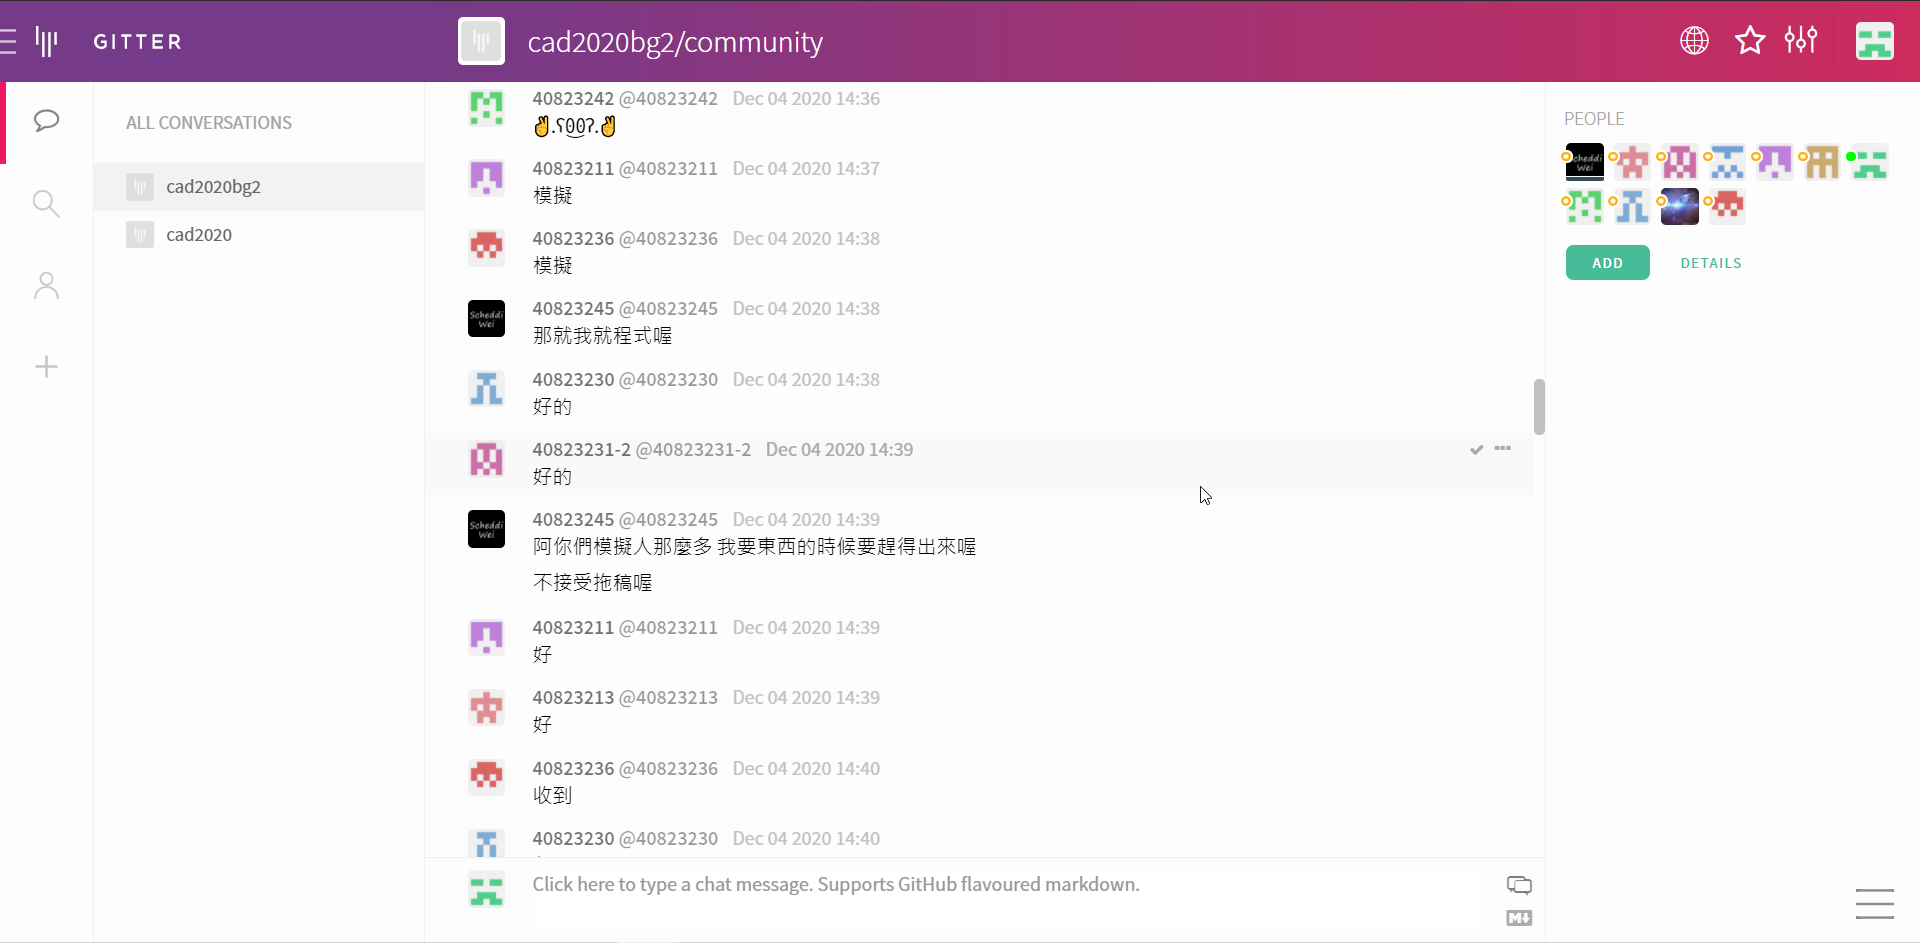 GITTER
cad2020bg2/community
ALL CONVERSATIONS
cad2020bg2
cad2020
40823242 @40823242 Dec 04 2020 14:36
✌.ʕʘ‿ʘʔ.✌
40823211 @40823211 Dec 04 2020 14:37
模擬
40823236 @40823236 Dec 04 2020 14:38
模擬
40823245 @40823245 Dec 04 2020 14:38
那就我就程式喔
40823230 @40823230 Dec 04 2020 14:38
好的
40823231-2 @40823231-2 Dec 04 2020 14:39
好的
Scheddi
Wei
40823245 @40823245 Dec 04 2020 14:39
阿你們模擬人那麼多 我要東西的時候要趕得出來喔
不接受拖稿喔
40823211 @40823211 Dec 04 2020 14:39
好
40823213 @40823213 Dec 04 2020 14:39
好
40823236 @40823236 Dec 04 2020 14:40
收到
40823230 @40823230 Dec 04 2020 14:40
Click here to type a chat message. Supports GitHub flavoured markdown.
PEOPLE
ADD
DETAILS